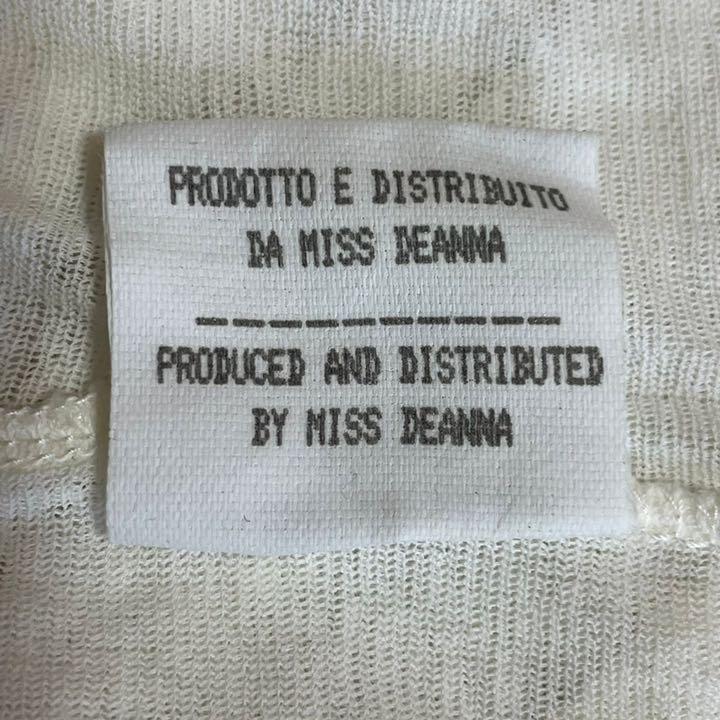 PRODOTTO E DISTRIBUITO
DA MISS DEANNA
----------
PRODUCED AND DISTRIBUTED
BY MISS DEANNA